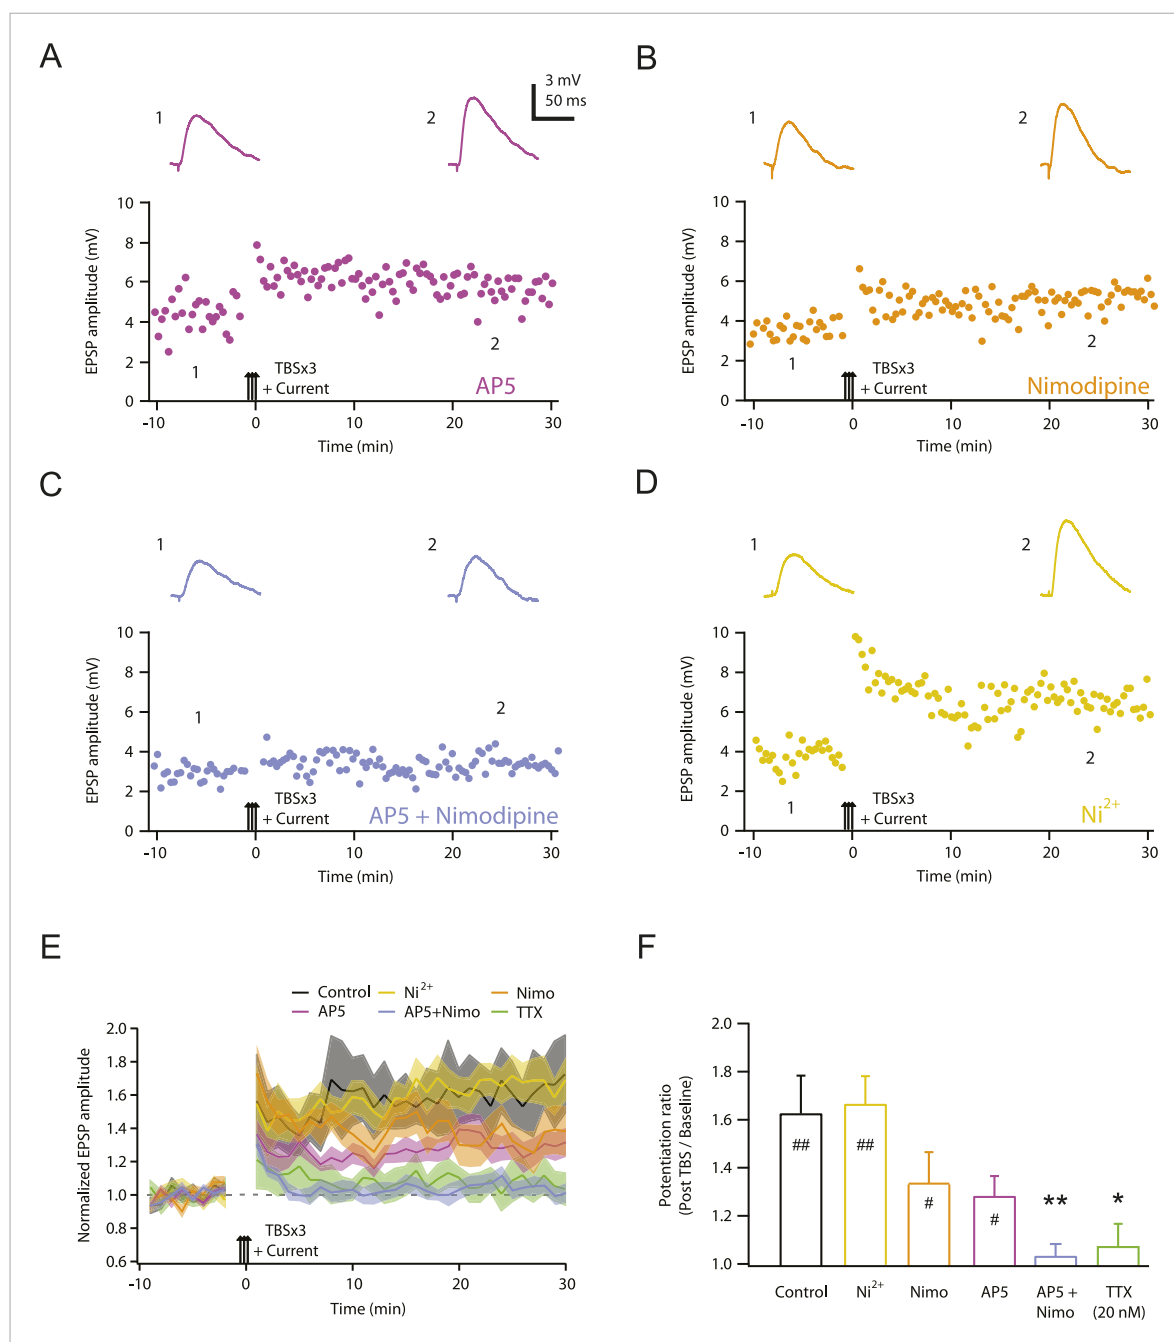 A
B
3 mV
50 ms
1
2
1
2
10
8
6
4
2
0
EPSP amplitude (mV)
1
TBSx3
+ Current
2
AP5
-10
0
10
20
30
Time (min)
10
8
6
4
2
0
EPSP amplitude (mV)
1
TBSx3
+ Current
2
Nimodipine
-10
0
10
20
30
Time (min)
C
D
1
2
1
2
10
8
6
4
2
0
EPSP amplitude (mV)
1
2
TBSx3
+ Current
AP5 + Nimodipine
-10
0
10
20
30
Time (min)
10
8
6
4
2
0
EPSP amplitude (mV)
1
TBSx3
+ Current
2
Ni²⁺
-10
0
10
20
30
Time (min)
E
Control
Ni²⁺
Nimo
AP5
AP5+Nimo
TTX
2.0
1.8
1.6
1.4
1.2
1.0
0.8
0.6
Normalized EPSP amplitude
TBSx3
+ Current
-10
0
10
20
30
Time (min)
F
2.0
1.8
1.6
1.4
1.2
1.0
Potentiation ratio
(Post TBS / Baseline)
##
##
#
#
**
*
Control
Ni²⁺
Nimo
AP5
AP5 +
Nimo
TTX
(20 nM)